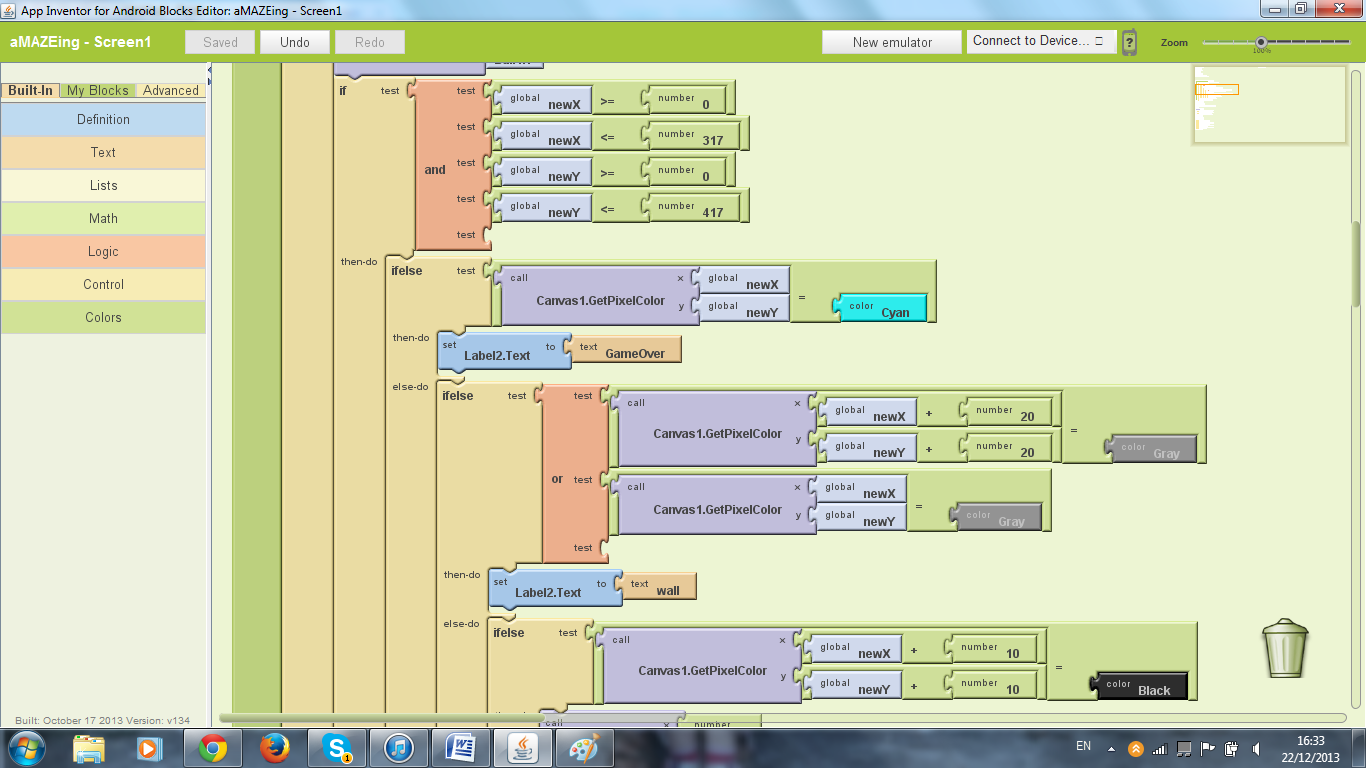 App Inventor for Android Blocks Editor: aMAZEing - Screen1
aMAZEing - Screen1 Saved Undo Redo New emulator Connect to Device... Zoom
100%
Built-In My Blocks Advanced
Definition
Text
Lists
Math
Logic
Control
Colors
if test and test global newX >= number 0
test global newX <= number 317
test global newY >= number 0
test global newY <= number 417
test
then-do ifelse test call Canvas1.GetPixelColor x global newX
y global newY = color Cyan
then-do set Label2.Text to text GameOver
else-do ifelse test or test call Canvas1.GetPixelColor x global newX + number 20
y global newY + number 20 = color Gray
test call Canvas1.GetPixelColor x global newX
y global newY = color Gray
test
then-do set Label2.Text to text wall
else-do ifelse test call Canvas1.GetPixelColor x global newX + number 10
y global newY + number 10 = color Black
call x number
Built: October 17 2013 Version: v134
EN 16:33
22/12/2013